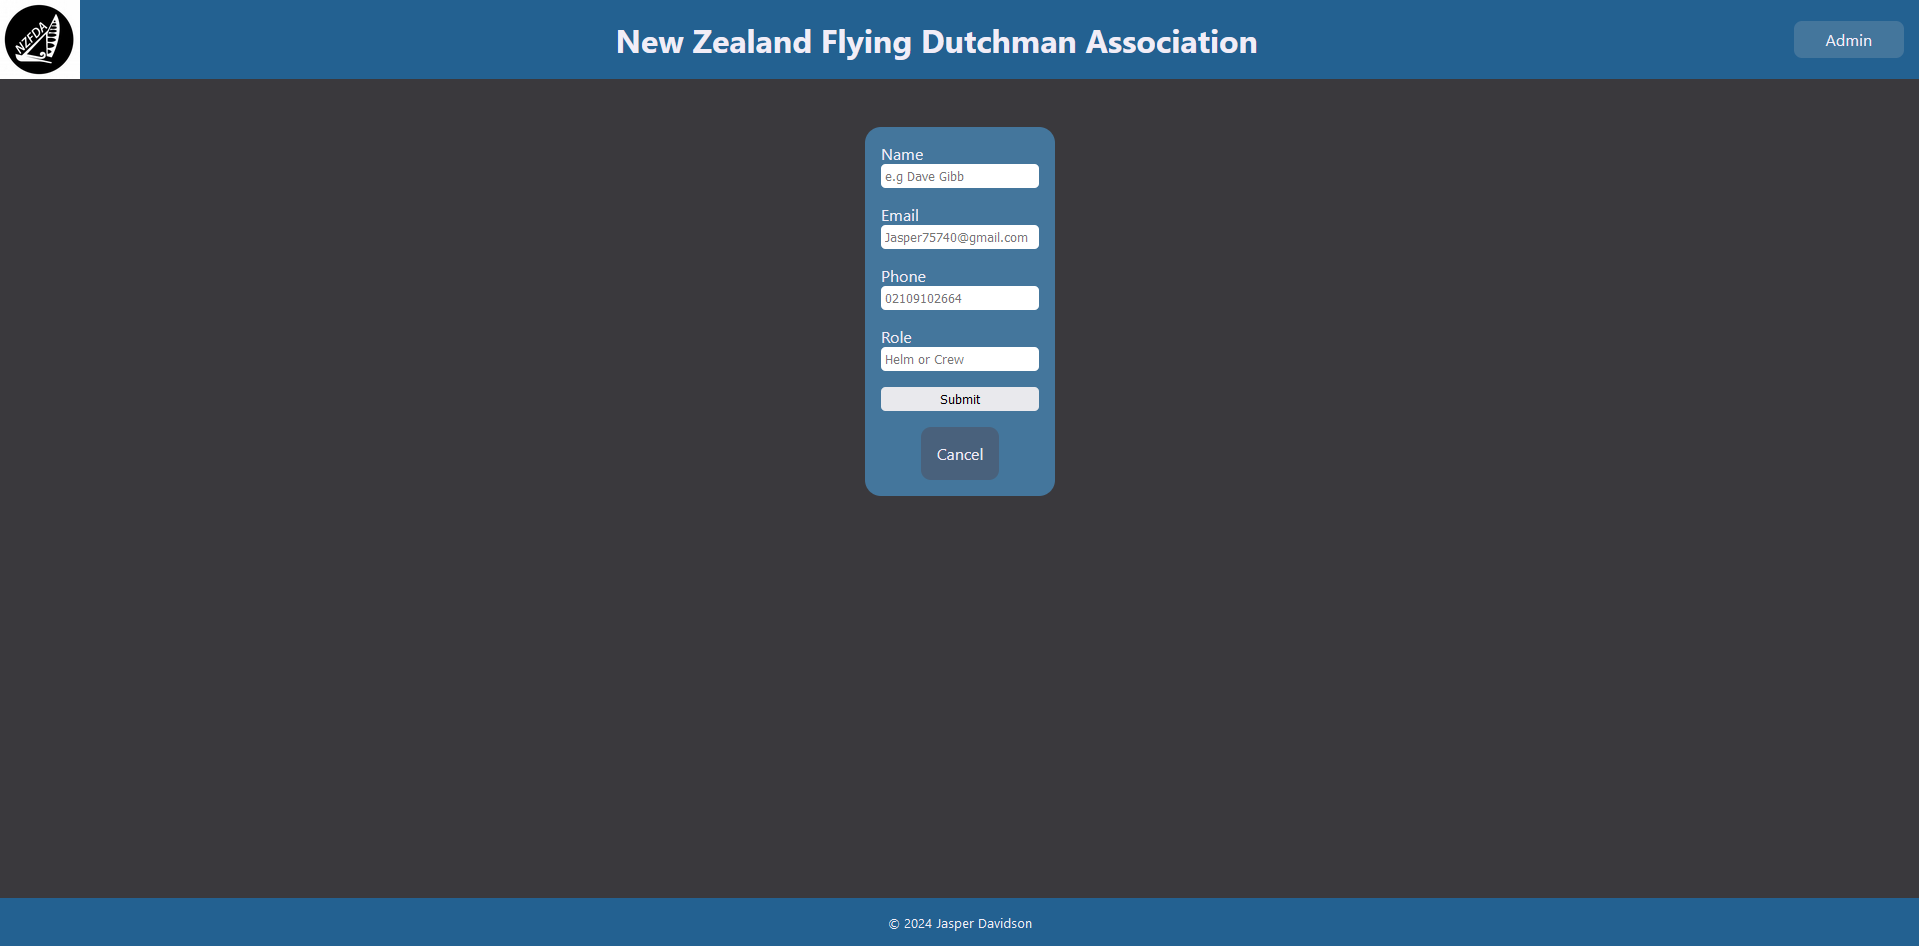 NZFDA
New Zealand Flying Dutchman Association
Admin
Name
e.g Dave Gibb
Email
Jasper75740@gmail.com
Phone
02109102664
Role
Helm or Crew
Submit
Cancel
© 2024 Jasper Davidson